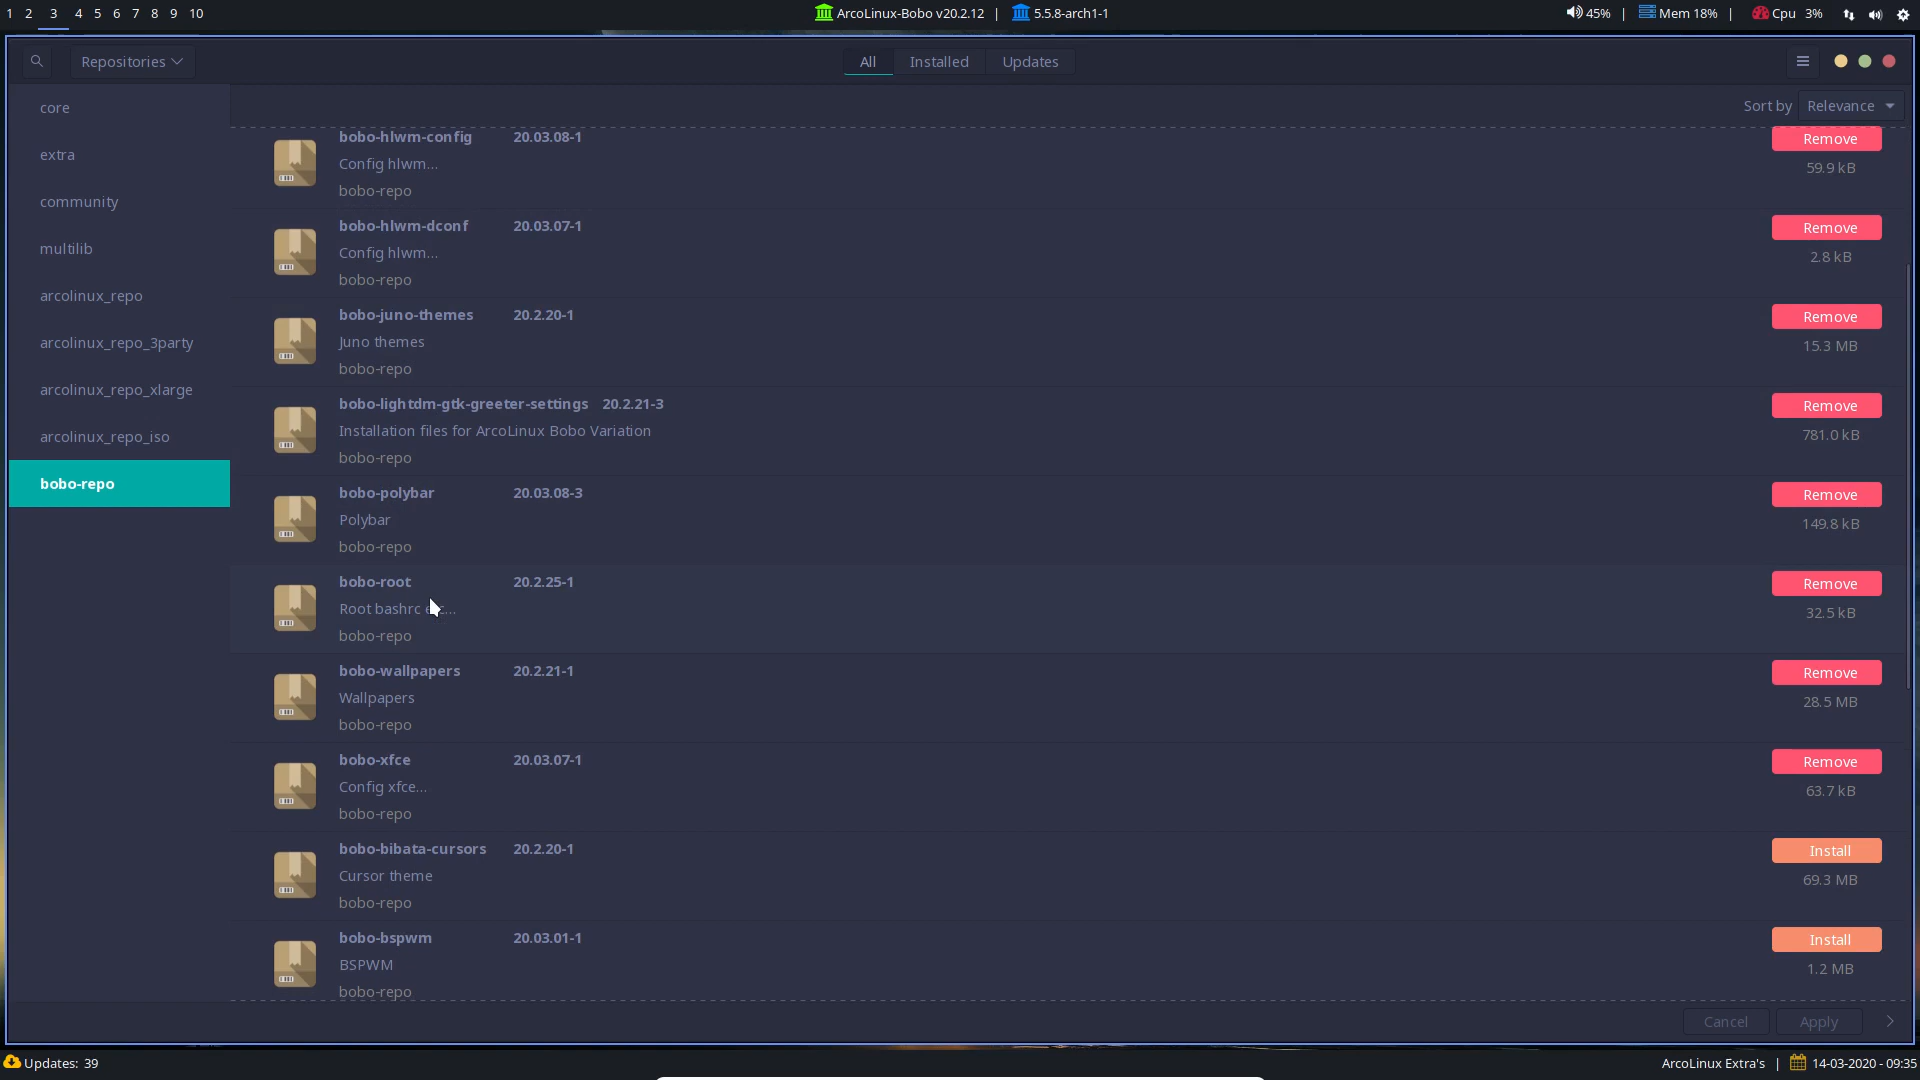 1 2 3 4 5 6 7 8 9 10
ArcoLinux-Bobo v20.2.12 | 5.5.8-arch1-1
45% | Mem 18% | Cpu 3%
Repositories
All Installed Updates
Sort by Relevance
core
extra
community
multilib
arcolinux_repo
arcolinux_repo_3party
arcolinux_repo_xlarge
arcolinux_repo_iso
bobo-repo
bobo-hlwm-config 20.03.08-1 Remove
Config hlwm... 59.9 kB
bobo-repo
bobo-hlwm-dconf 20.03.07-1 Remove
Config hlwm... 2.8 kB
bobo-repo
bobo-juno-themes 20.2.20-1 Remove
Juno themes 15.3 MB
bobo-repo
bobo-lightdm-gtk-greeter-settings 20.2.21-3 Remove
Installation files for ArcoLinux Bobo Variation 781.0 kB
bobo-repo
bobo-polybar 20.03.08-3 Remove
Polybar 149.8 kB
bobo-repo
bobo-root 20.2.25-1 Remove
Root bashrc 32.5 kB
bobo-repo
bobo-wallpapers 20.2.21-1 Remove
Wallpapers 28.5 MB
bobo-repo
bobo-xfce 20.03.07-1 Remove
Config xfce... 63.7 kB
bobo-repo
bobo-bibata-cursors 20.2.20-1 Install
Cursor theme 69.3 MB
bobo-repo
bobo-bspwm 20.03.01-1 Install
BSPWM 1.2 MB
bobo-repo
Cancel Apply
Updates: 39
ArcoLinux Extra's | 14-03-2020 - 09:35